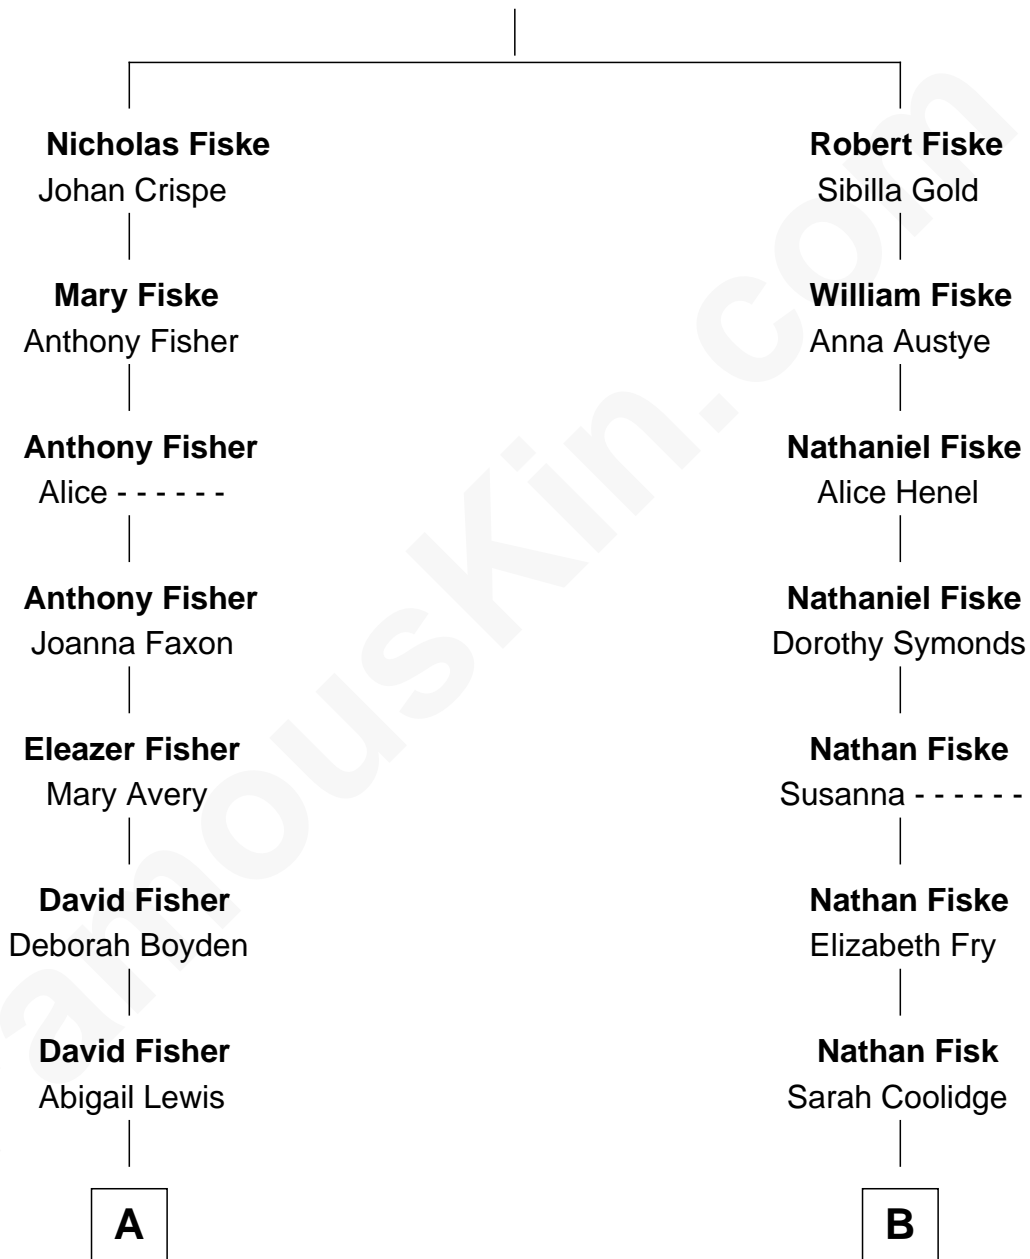 Nicholas Fiske
Johan Crispe
Mary Fiske
Anthony Fisher
Anthony Fisher
Alice - - - - - -
Anthony Fisher
Joanna Faxon
Eleazer Fisher
Mary Avery
David Fisher
Deborah Boyden
David Fisher
Abigail Lewis
A
Robert Fiske
Sibilla Gold
William Fiske
Anna Austye
Nathaniel Fiske
Alice Henel
Nathaniel Fiske
Dorothy Symonds
Nathan Fiske
Susanna - - - - - -
Nathan Fiske
Elizabeth Fry
Nathan Fisk
Sarah Coolidge
B
amouskin.com